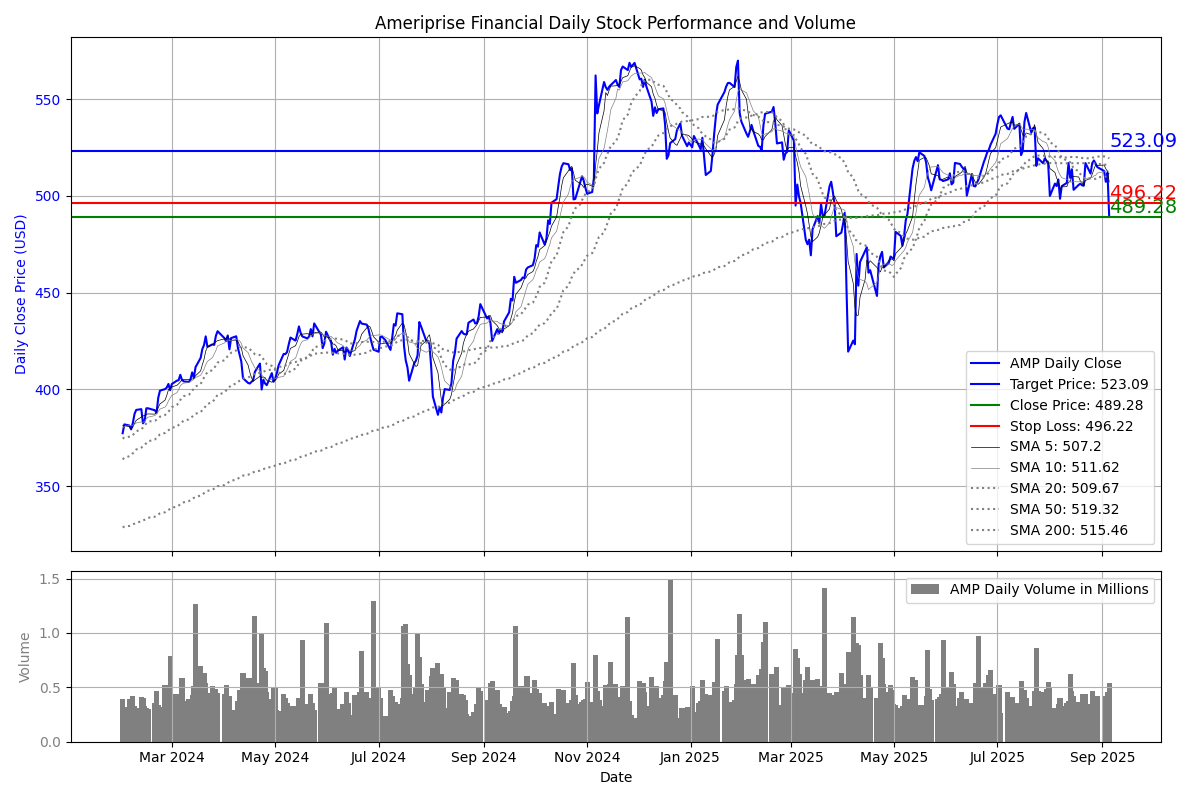 Ameriprise Financial Daily Stock Performance and Volume
Daily Close Price (USD)
550
500
450
400
350
523.09
496.22
489.28
AMP Daily Close
Target Price: 523.09
Close Price: 489.28
Stop Loss: 496.22
SMA 5: 507.2
SMA 10: 511.62
SMA 20: 509.67
SMA 50: 519.32
SMA 200: 515.46
Volume
1.5
1.0
0.5
0.0
AMP Daily Volume in Millions
Mar 2024 May 2024 Jul 2024 Sep 2024 Nov 2024 Jan 2025 Mar 2025 May 2025 Jul 2025 Sep 2025
Date